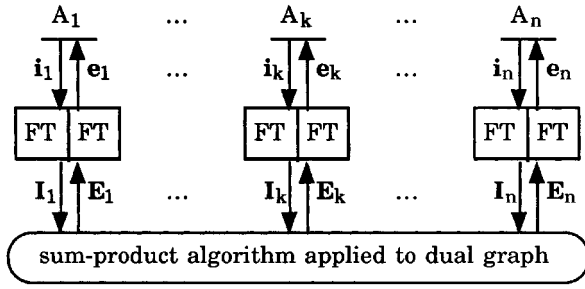 A1 ... Ak ... An
i1 e1 ... ik ek ... in en
FT FT FT FT FT FT
I1 E1 ... Ik Ek ... In En
sum-product algorithm applied to dual graph